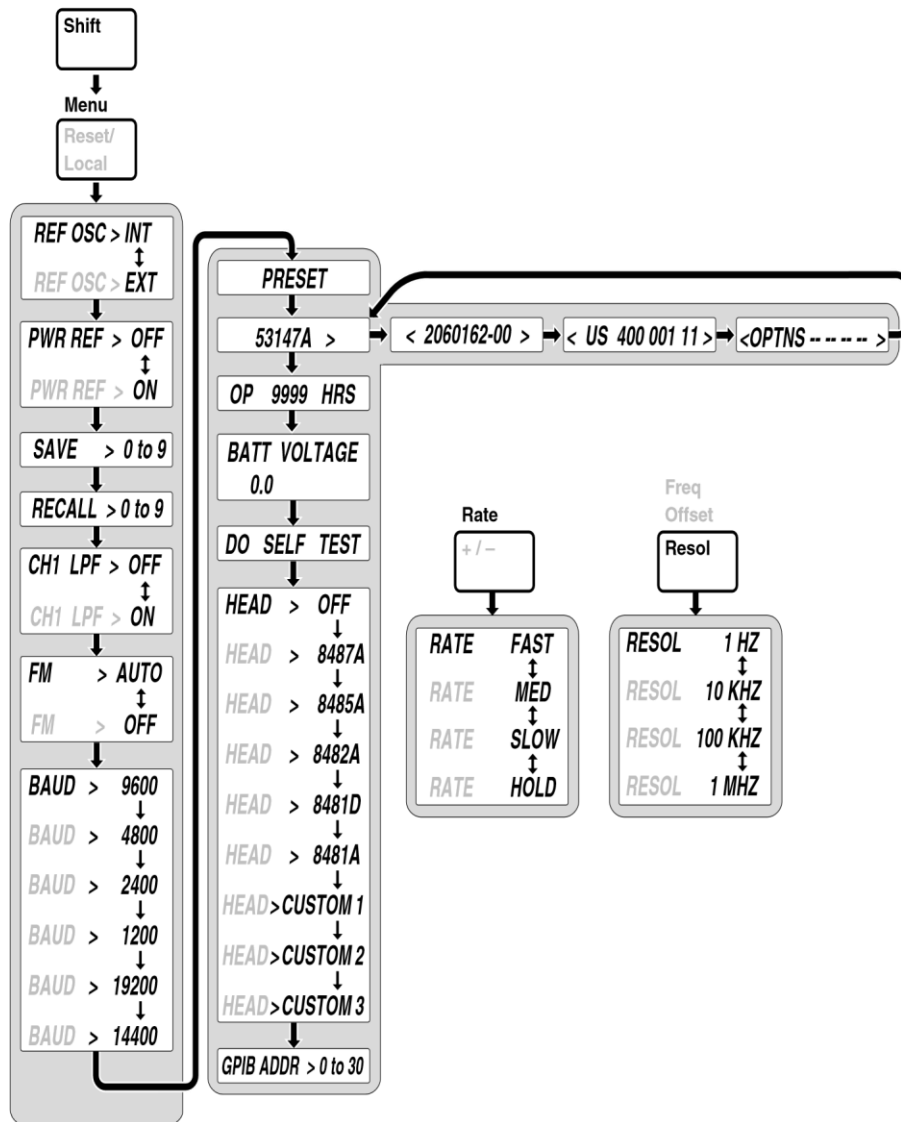 Shift
Menu
Reset/
Local
REF OSC > INT
REF OSC > EXT
PWR REF > OFF
PWR REF > ON
SAVE > 0 to 9
RECALL > 0 to 9
CH1 LPF > OFF
CH1 LPF > ON
FM > AUTO
FM > OFF
BAUD > 9600
BAUD > 4800
BAUD > 2400
BAUD > 1200
BAUD > 19200
BAUD > 14400
PRESET
53147A >
< 2060162-00 >
< US 400 001 11 >
<OPTNS -- -- -- -- >
OP 9999 HRS
BATT VOLTAGE
0.0
DO SELF TEST
HEAD > OFF
HEAD > 8487A
HEAD > 8485A
HEAD > 8482A
HEAD > 8481D
HEAD > 8481A
HEAD >CUSTOM 1
HEAD >CUSTOM 2
HEAD >CUSTOM 3
GPIB ADDR > 0 to 30
Rate
+ / –
RATE FAST
RATE MED
RATE SLOW
RATE HOLD
Freq
Offset
Resol
RESOL 1 HZ
RESOL 10 KHZ
RESOL 100 KHZ
RESOL 1 MHZ